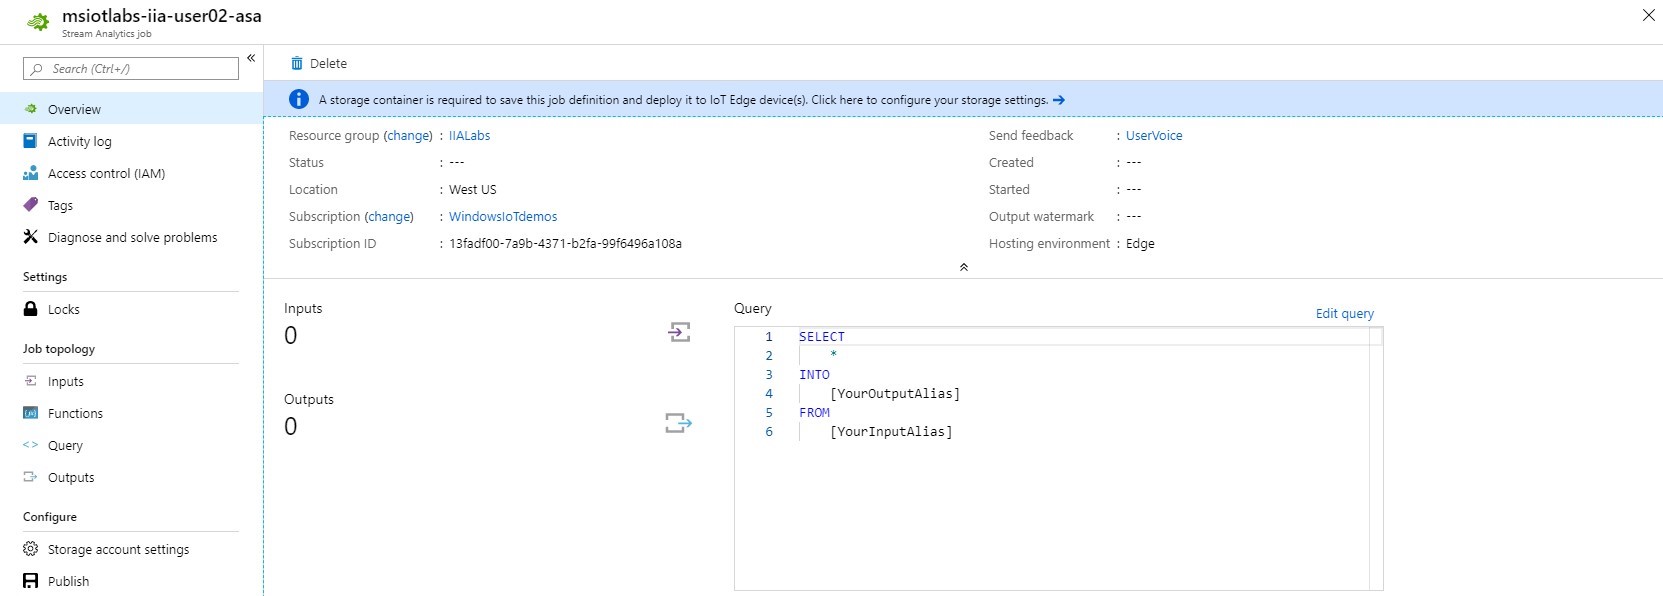 msiotlabs-iia-user02-asa
Stream Analytics job
Search (Ctrl+/)
«
Overview
Activity log
Access control (IAM)
Tags
Diagnose and solve problems
Settings
Locks
Job topology
Inputs
Functions
Query
Outputs
Configure
Storage account settings
Publish
Delete
A storage container is required to save this job definition and deploy it to IoT Edge device(s). Click here to configure your storage settings. →
Resource group (change) : IIALabs
Status : ---
Location : West US
Subscription (change) : WindowsIoTdemos
Subscription ID : 13fadf00-7a9b-4371-b2fa-99f6496a108a
Send feedback : UserVoice
Created : ---
Started : ---
Output watermark : ---
Hosting environment : Edge
Inputs
0
Outputs
0
Query
Edit query
1 SELECT
2 *
3 INTO
4 [YourOutputAlias]
5 FROM
6 [YourInputAlias]